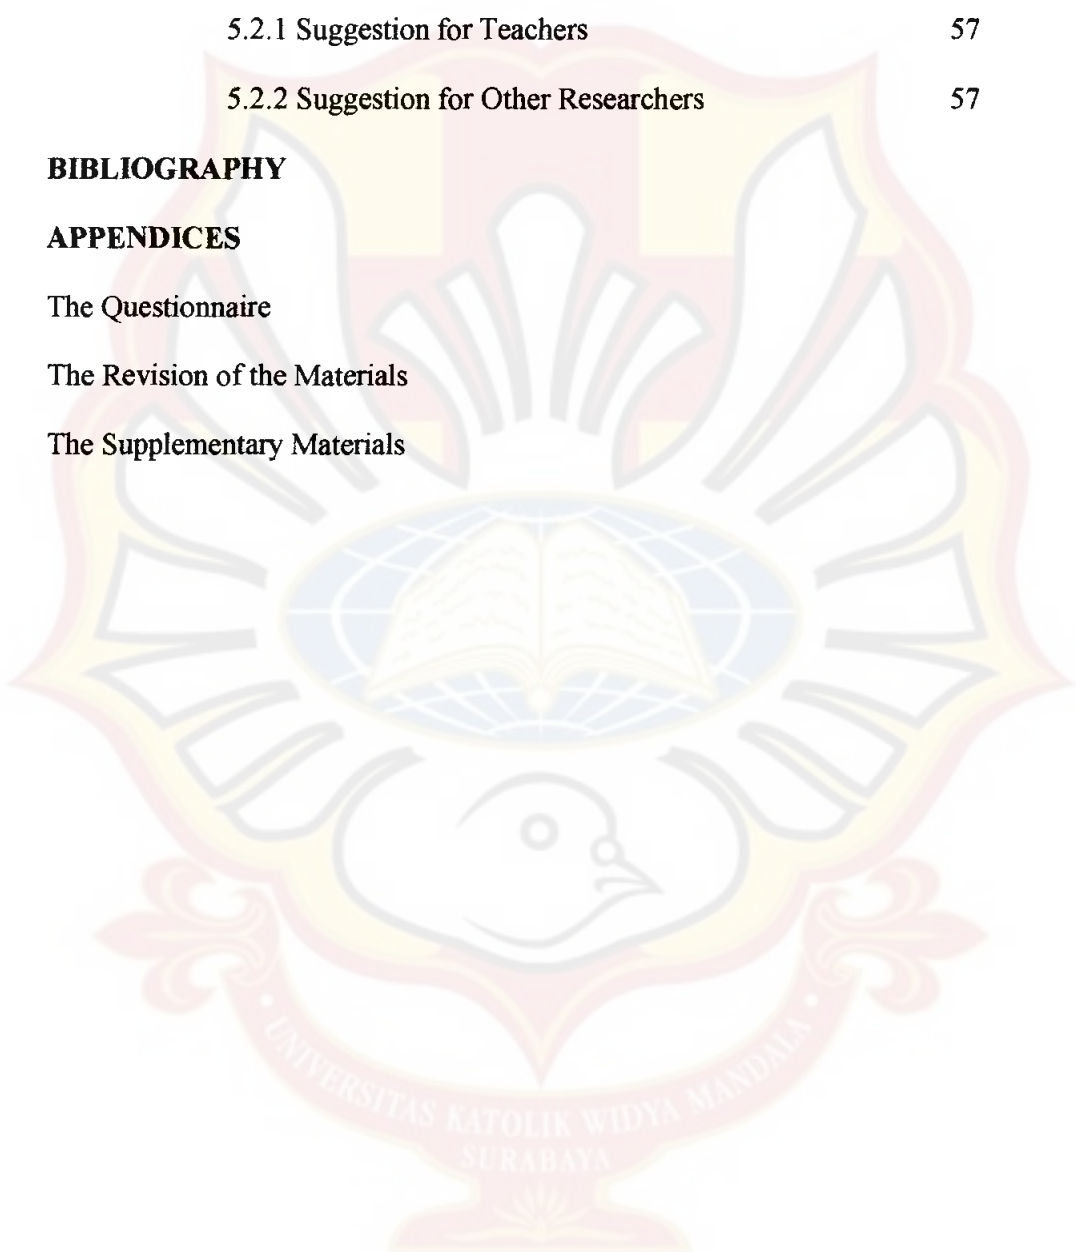 5.2.1 Suggestion for Teachers 57
5.2.2 Suggestion for Other Researchers 57
BIBLIOGRAPHY
APPENDICES
The Questionnaire
The Revision of the Materials
The Supplementary Materials
UNIVERSITAS KATOLIK WIDYA MANDALA
SURABAYA